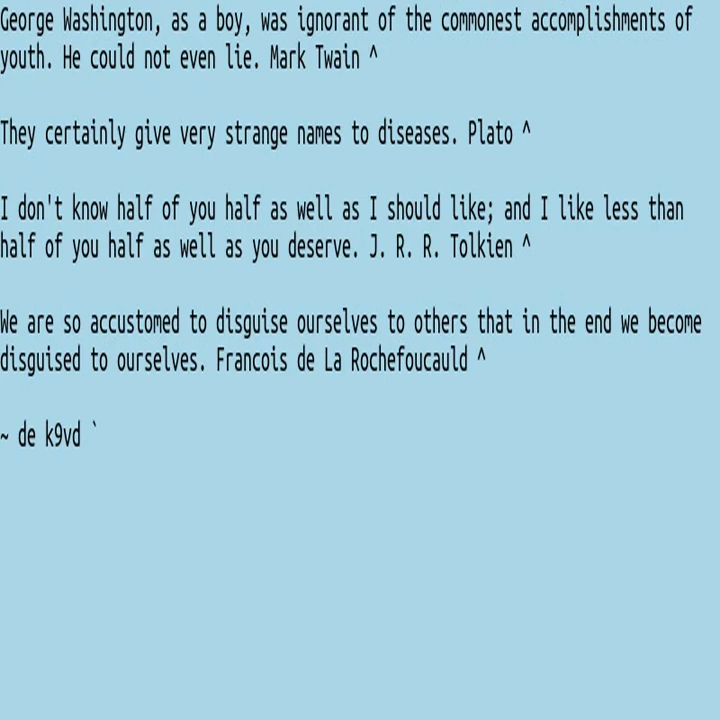 George Washington, as a boy, was ignorant of the commonest accomplishments of
youth. He could not even lie. Mark Twain ^
They certainly give very strange names to diseases. Plato ^
I don't know half of you half as well as I should like; and I like less than
half of you half as well as you deserve. J. R. R. Tolkien ^
We are so accustomed to disguise ourselves to others that in the end we become
disguised to ourselves. Francois de La Rochefoucauld ^
~ de k9vd `